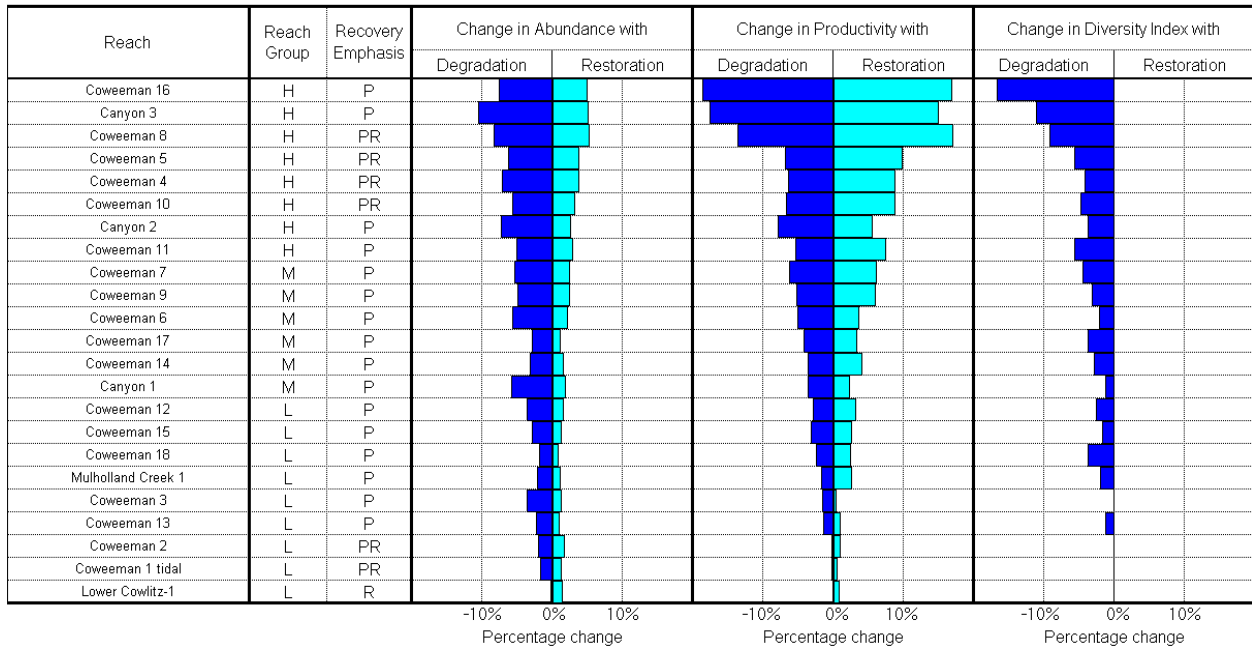 Reach Reach Group Recovery Emphasis Change in Abundance with Change in Productivity with Change in Diversity Index with
Degradation Restoration Degradation Restoration Degradation Restoration
Coweeman 16 H P
Canyon 3 H P
Coweeman 8 H PR
Coweeman 5 H PR
Coweeman 4 H PR
Coweeman 10 H PR
Canyon 2 H P
Coweeman 11 H P
Coweeman 7 M P
Coweeman 9 M P
Coweeman 6 M P
Coweeman 17 M P
Coweeman 14 M P
Canyon 1 M P
Coweeman 12 L P
Coweeman 15 L P
Coweeman 18 L P
Mulholland Creek 1 L P
Coweeman 3 L P
Coweeman 13 L P
Coweeman 2 L PR
Coweeman 1 tidal L PR
Lower Cowlitz-1 L R
-10% 0% 10% -10% 0% 10% -10% 0% 10%
Percentage change Percentage change Percentage change